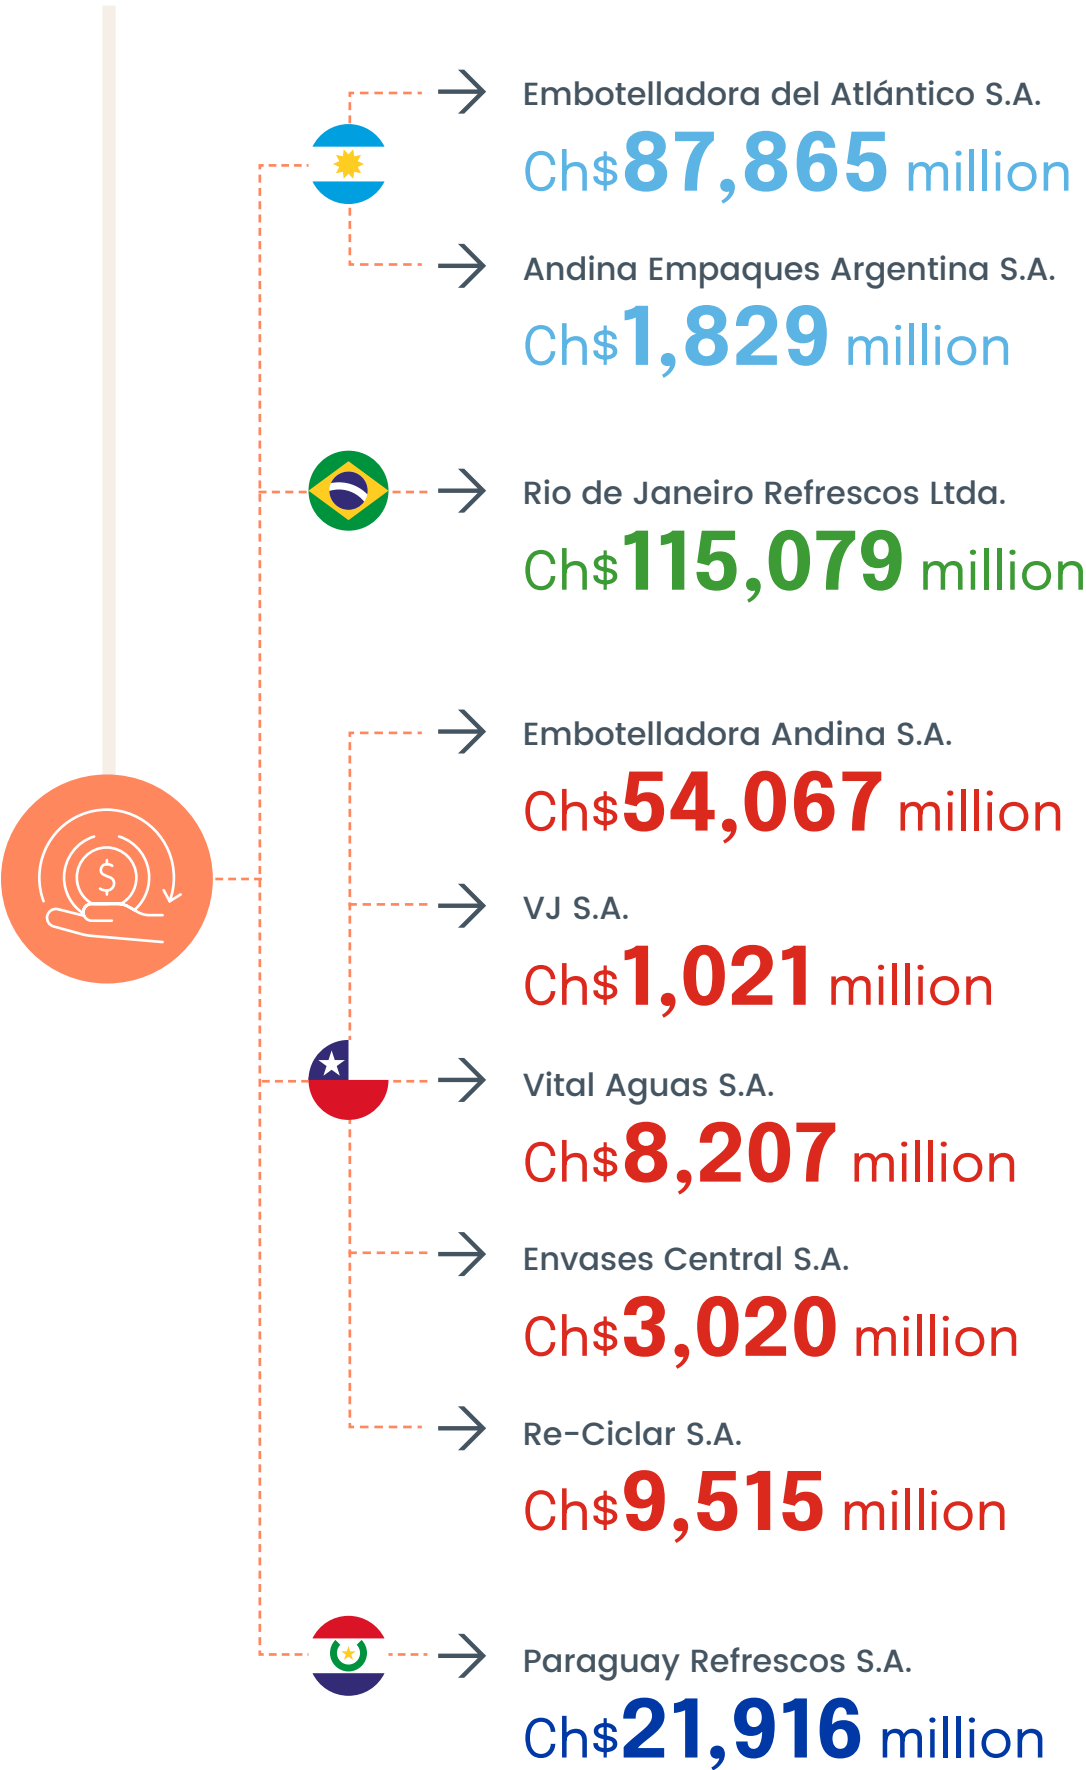 Embotelladora del Atlántico S.A.
Ch$87,865 million
Andina Empaques Argentina S.A.
Ch$1,829 million
Rio de Janeiro Refrescos Ltda.
Ch$115,079 million
Embotelladora Andina S.A.
Ch$54,067 million
VJ S.A.
Ch$1,021 million
Vital Aguas S.A.
Ch$8,207 million
Envases Central S.A.
Ch$3,020 million
Re-Ciclar S.A.
Ch$9,515 million
Paraguay Refrescos S.A.
Ch$21,916 million
$